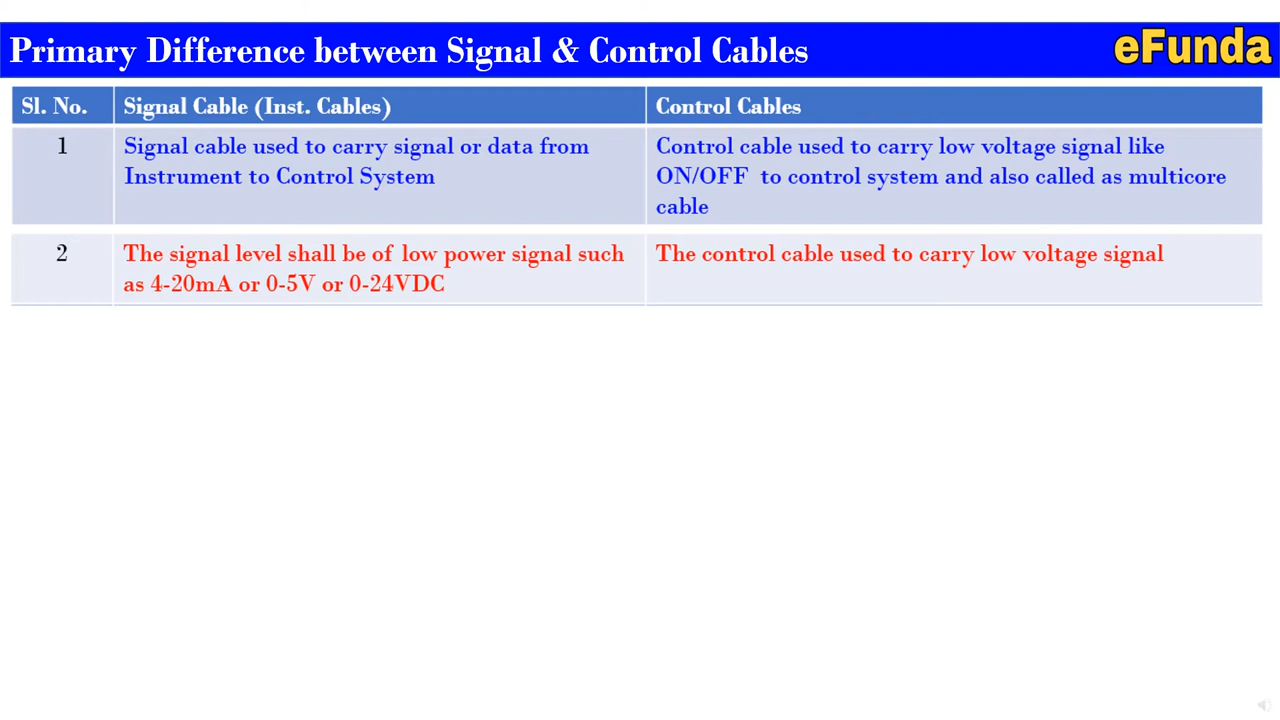 Primary Difference between Signal & Control Cables
eFunda
Sl. No.
Signal Cable (Inst. Cables)
Control Cables
1
Signal cable used to carry signal or data from
Instrument to Control System
Control cable used to carry low voltage signal like
ON/OFF to control system and also called as multicore
cable
2
The signal level shall be of low power signal such
as 4-20mA or 0-5V or 0-24VDC
The control cable used to carry low voltage signal